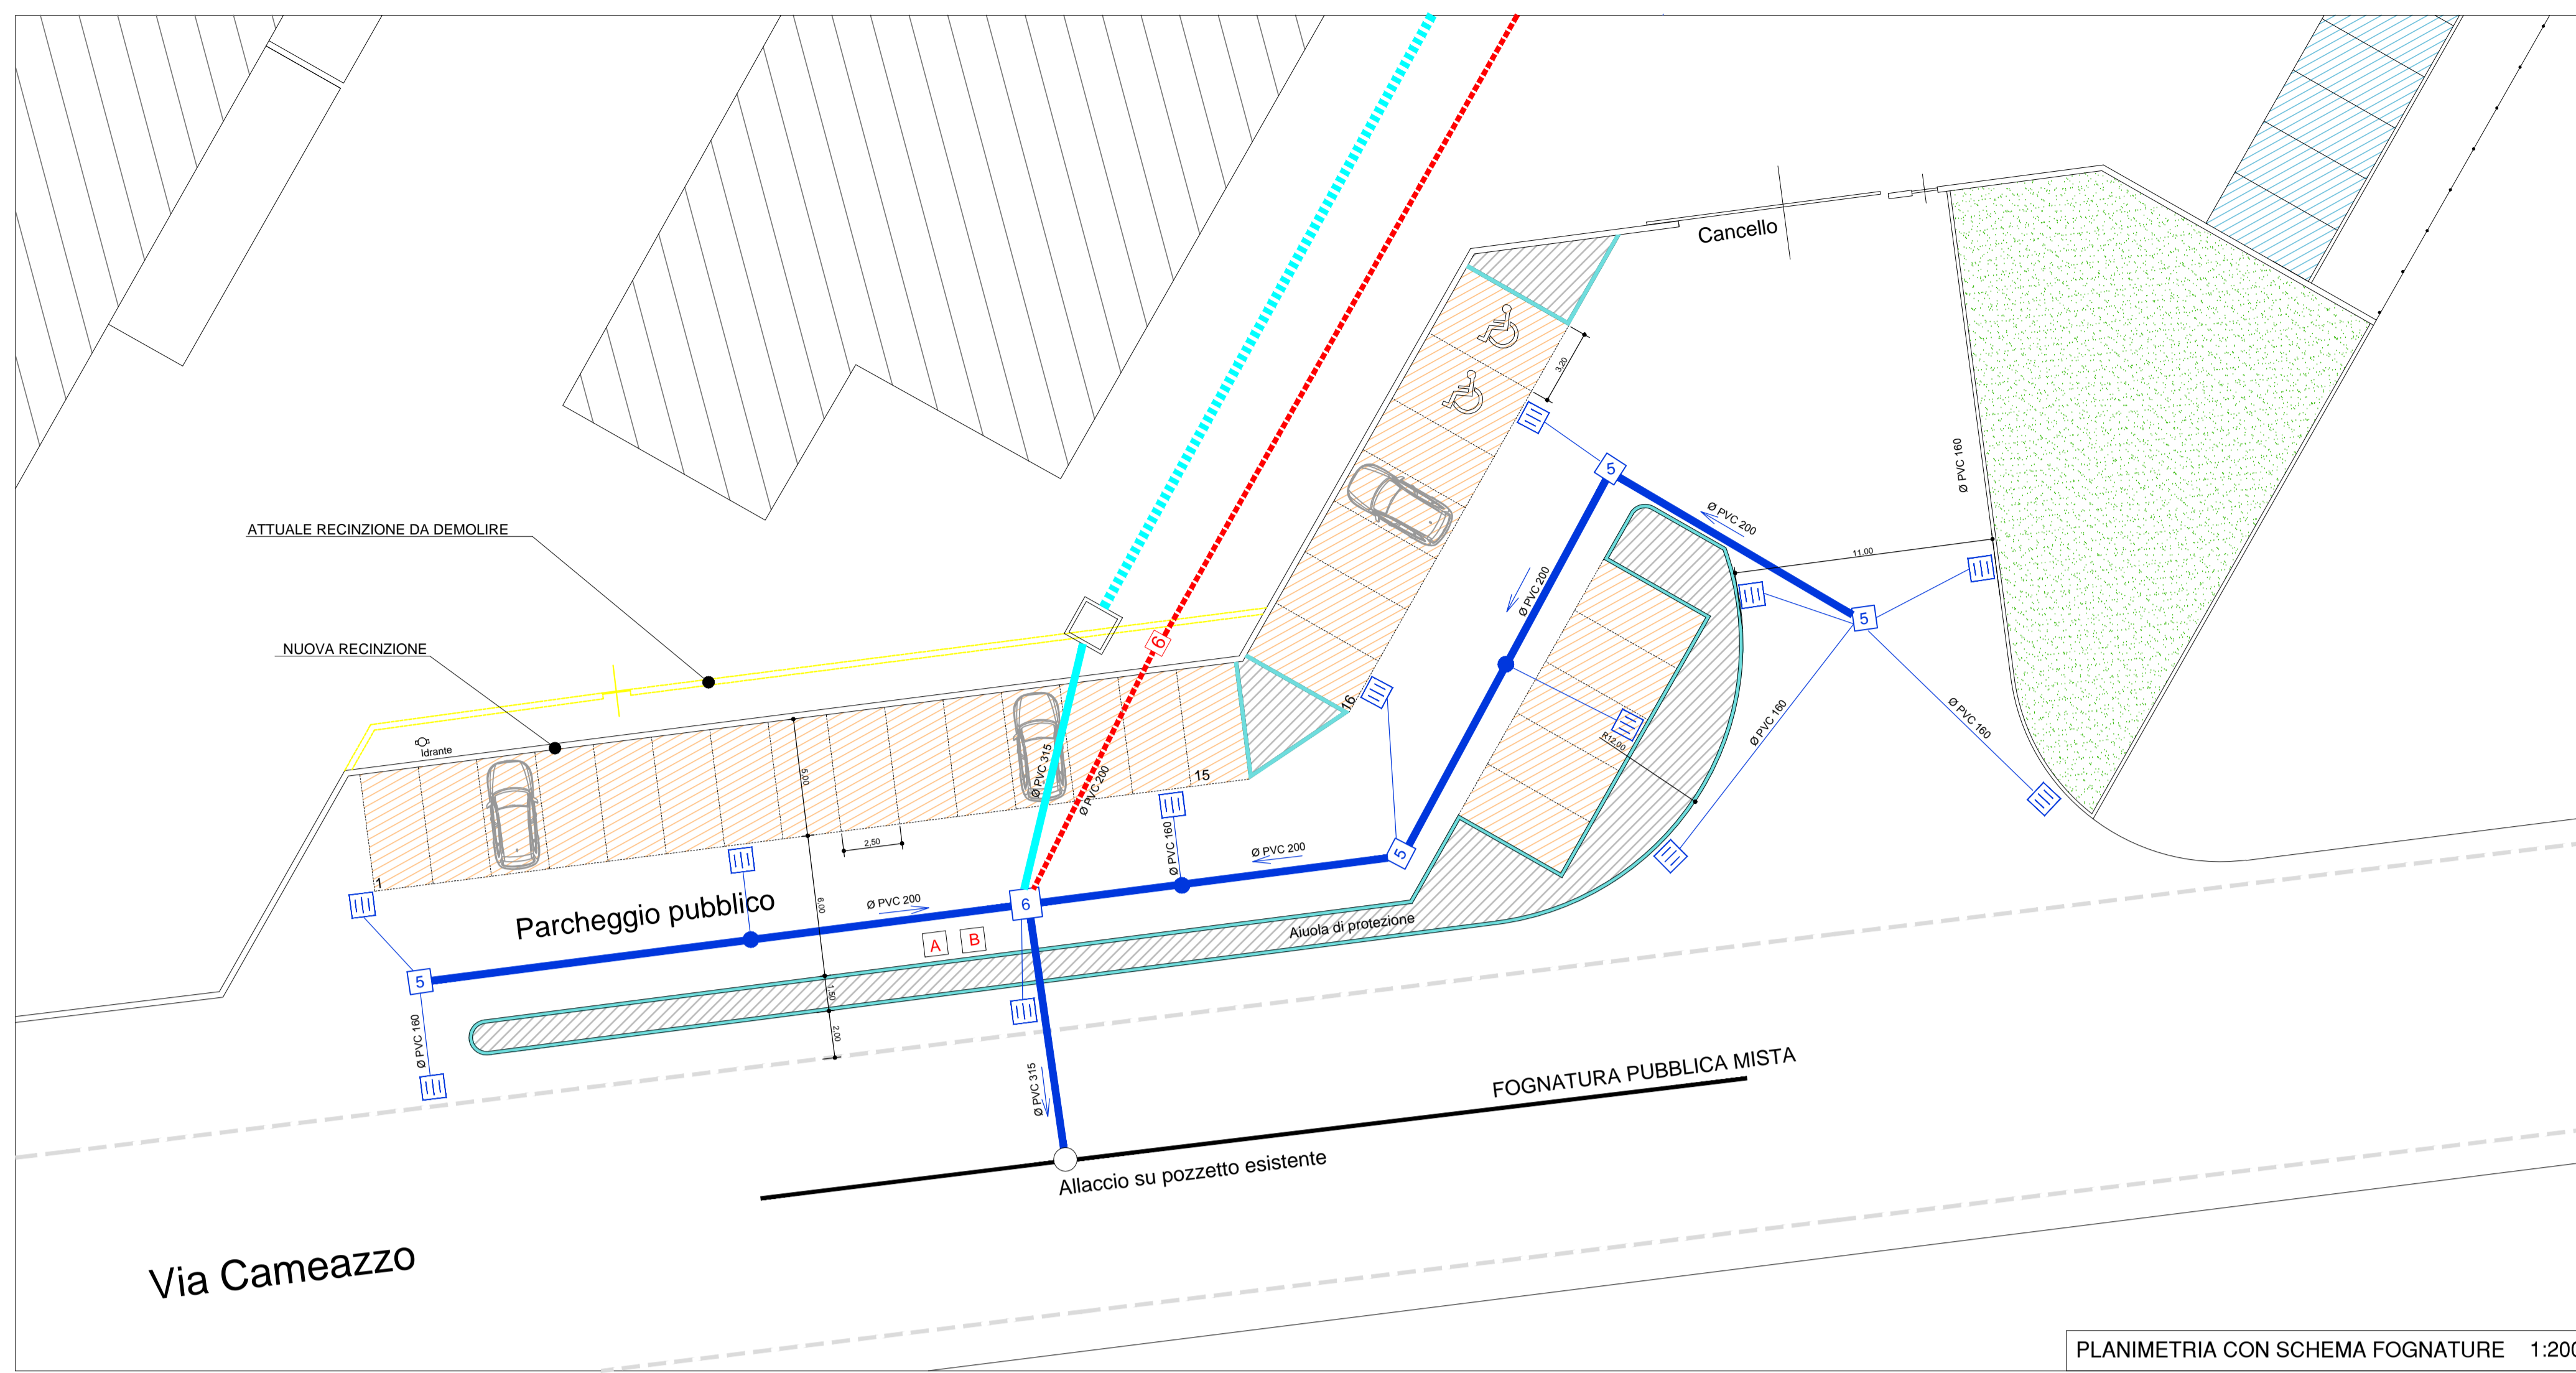 Cancello
3.20
Ø PVC 160
5
Ø PVC 200
11.00
5
ATTUALE RECINZIONE DA DEMOLIRE
Ø PVC 200
NUOVA RECINZIONE
6
16
Idrante
Ø PVC 160
Ø PVC 160
R12.00
5.00
Ø PVC 315
Ø PVC 200
15
2,50
1
Ø PVC 160
Ø PVC 200
5
Parcheggio pubblico
6.00
Ø PVC 200
6
A
B
Aiuola di protezione
5
1,50
2.00
Ø PVC 160
Ø PVC 315
FOGNATURA PUBBLICA MISTA
Allaccio su pozzetto esistente
Via Cameazzo
PLANIMETRIA CON SCHEMA FOGNATURE 1:200